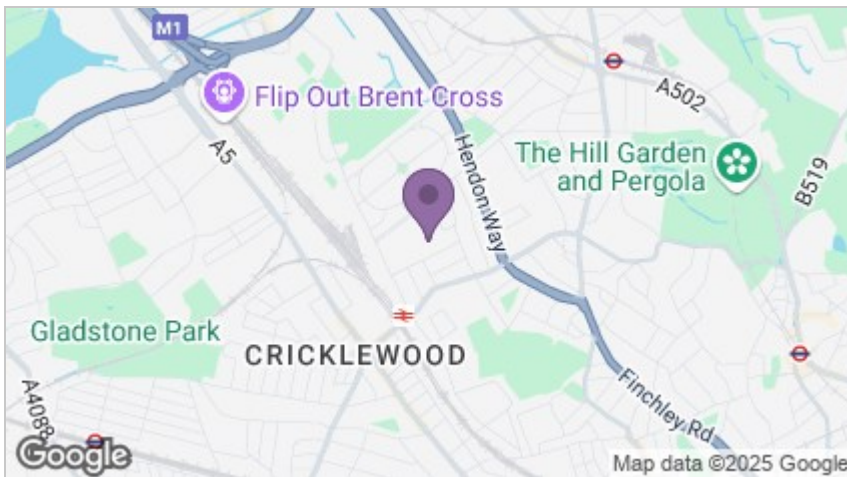 M1
Flip Out Brent Cross
A5
A502
Hendon Way
The Hill Garden
and Pergola
B519
Gladstone Park
CRICKLEWOOD
Finchley Rd
A4088
Google
Map data ©2025 Google